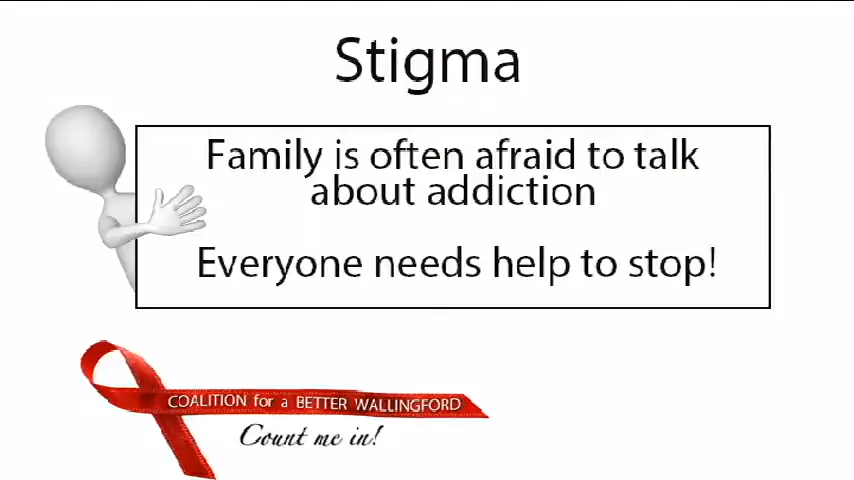 Stigma
Family is often afraid to talk
about addiction
Everyone needs help to stop!
COALITION for a BETTER WALLINGFORD
Count me in!